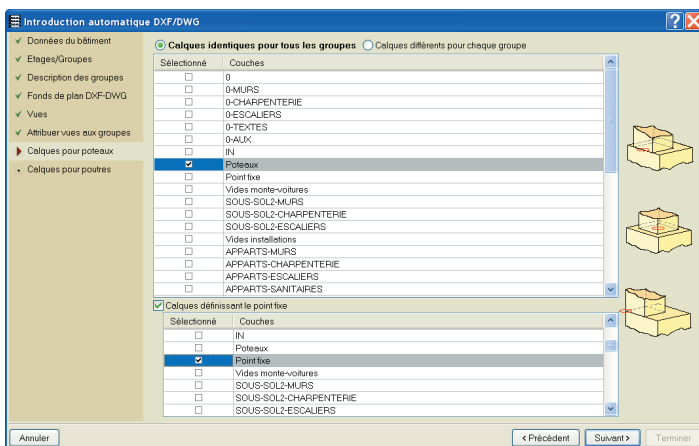 Introduction automatique DXF/DWG
Données du bâtiment
Etages/Groupes
Description des groupes
Fonds de plan DXF-DWG
Vues
Attribuer vues aux groupes
Calques pour poteaux
Calques pour poutres
Calques identiques pour tous les groupes Calques différents pour chaque groupe
Sélectionné Couches
0
0-MURS
0-CHARPENTERIE
0-ESCALIERS
0-TEXTES
0-AUX
IN
Poteaux
Point fixe
Vides monte-voitures
SOUS-SOL2-MURS
SOUS-SOL2-CHARPENTERIE
SOUS-SOL2-ESCALIERS
Vides installations
APPARTS-MURS
APPARTS-CHARPENTERIE
APPARTS-ESCALIERS
APPARTS-SANITAIRES
Calques définissant le point fixe
Sélectionné Couches
IN
Poteaux
Point fixe
Vides monte-voitures
SOUS-SOL2-MURS
SOUS-SOL2-CHARPENTERIE
SOUS-SOL2-ESCALIERS
Annuler < Précédent Suivant > Terminer